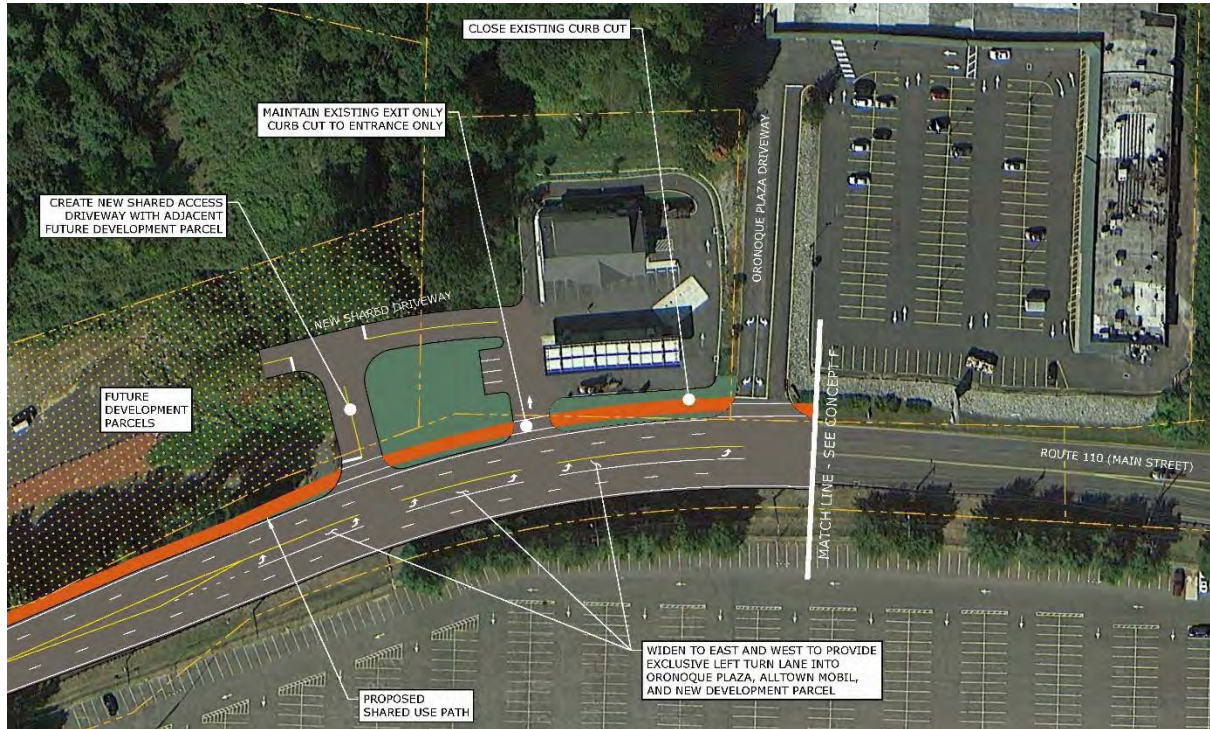 CLOSE EXISTING CURB CUT
MAINTAIN EXISTING EXIT ONLY
CURB CUT TO ENTRANCE ONLY
CREATE NEW SHARED ACCESS
DRIVEWAY WITH ADJACENT
FUTURE DEVELOPMENT PARCEL
ORONOQUE PLAZA DRIVEWAY
NEW SHARED DRIVEWAY
FUTURE
DEVELOPMENT
PARCELS
MATCH LINE - SEE CONCEPT F
ROUTE 110 (MAIN STREET)
WIDEN TO EAST AND WEST TO PROVIDE
EXCLUSIVE LEFT TURN LANE INTO
ORONOQUE PLAZA, ALLTOWN MOBIL,
AND NEW DEVELOPMENT PARCEL
PROPOSED
SHARED USE PATH